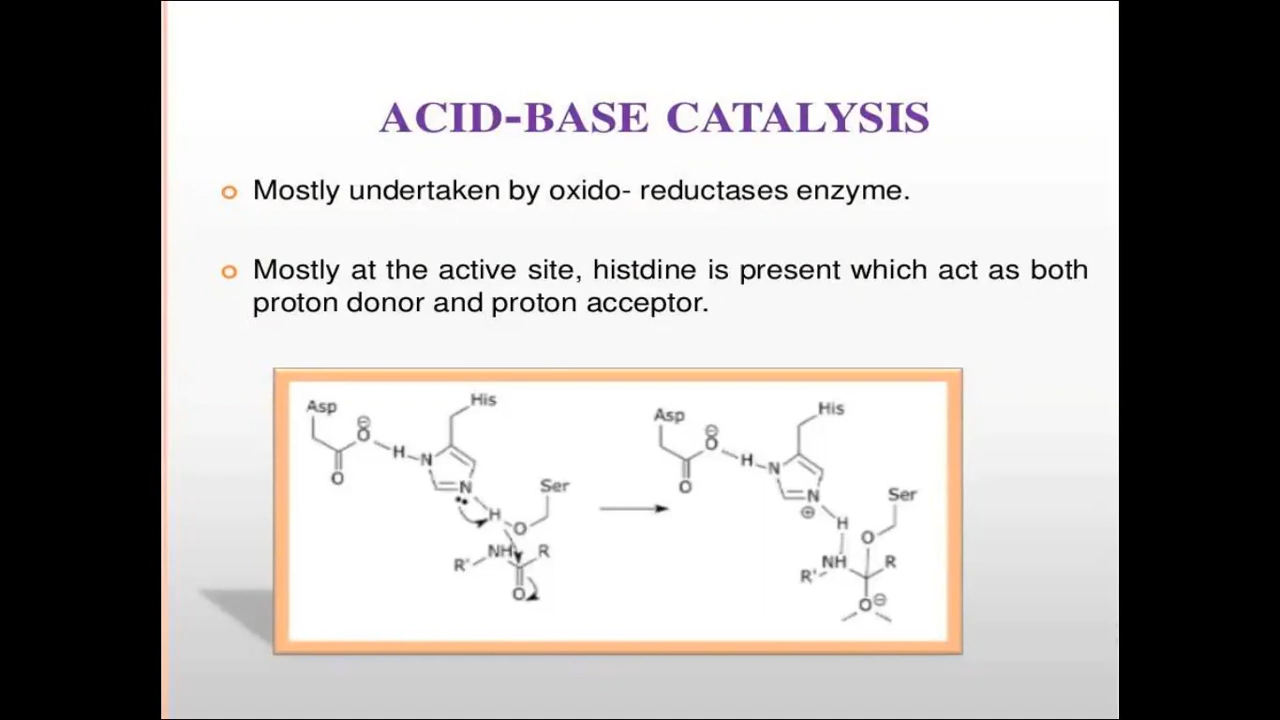 ACID-BASE CATALYSIS
o Mostly undertaken by oxido- reductases enzyme.
o Mostly at the active site, histdine is present which act as both
proton donor and proton acceptor.
Asp
His
O
⊖
H
N
O
N
H
Ser
O
NH
R
R'
O
Asp
His
O
⊖
H
N
O
N
⊕
H
Ser
O
NH
R
R'
O
⊖